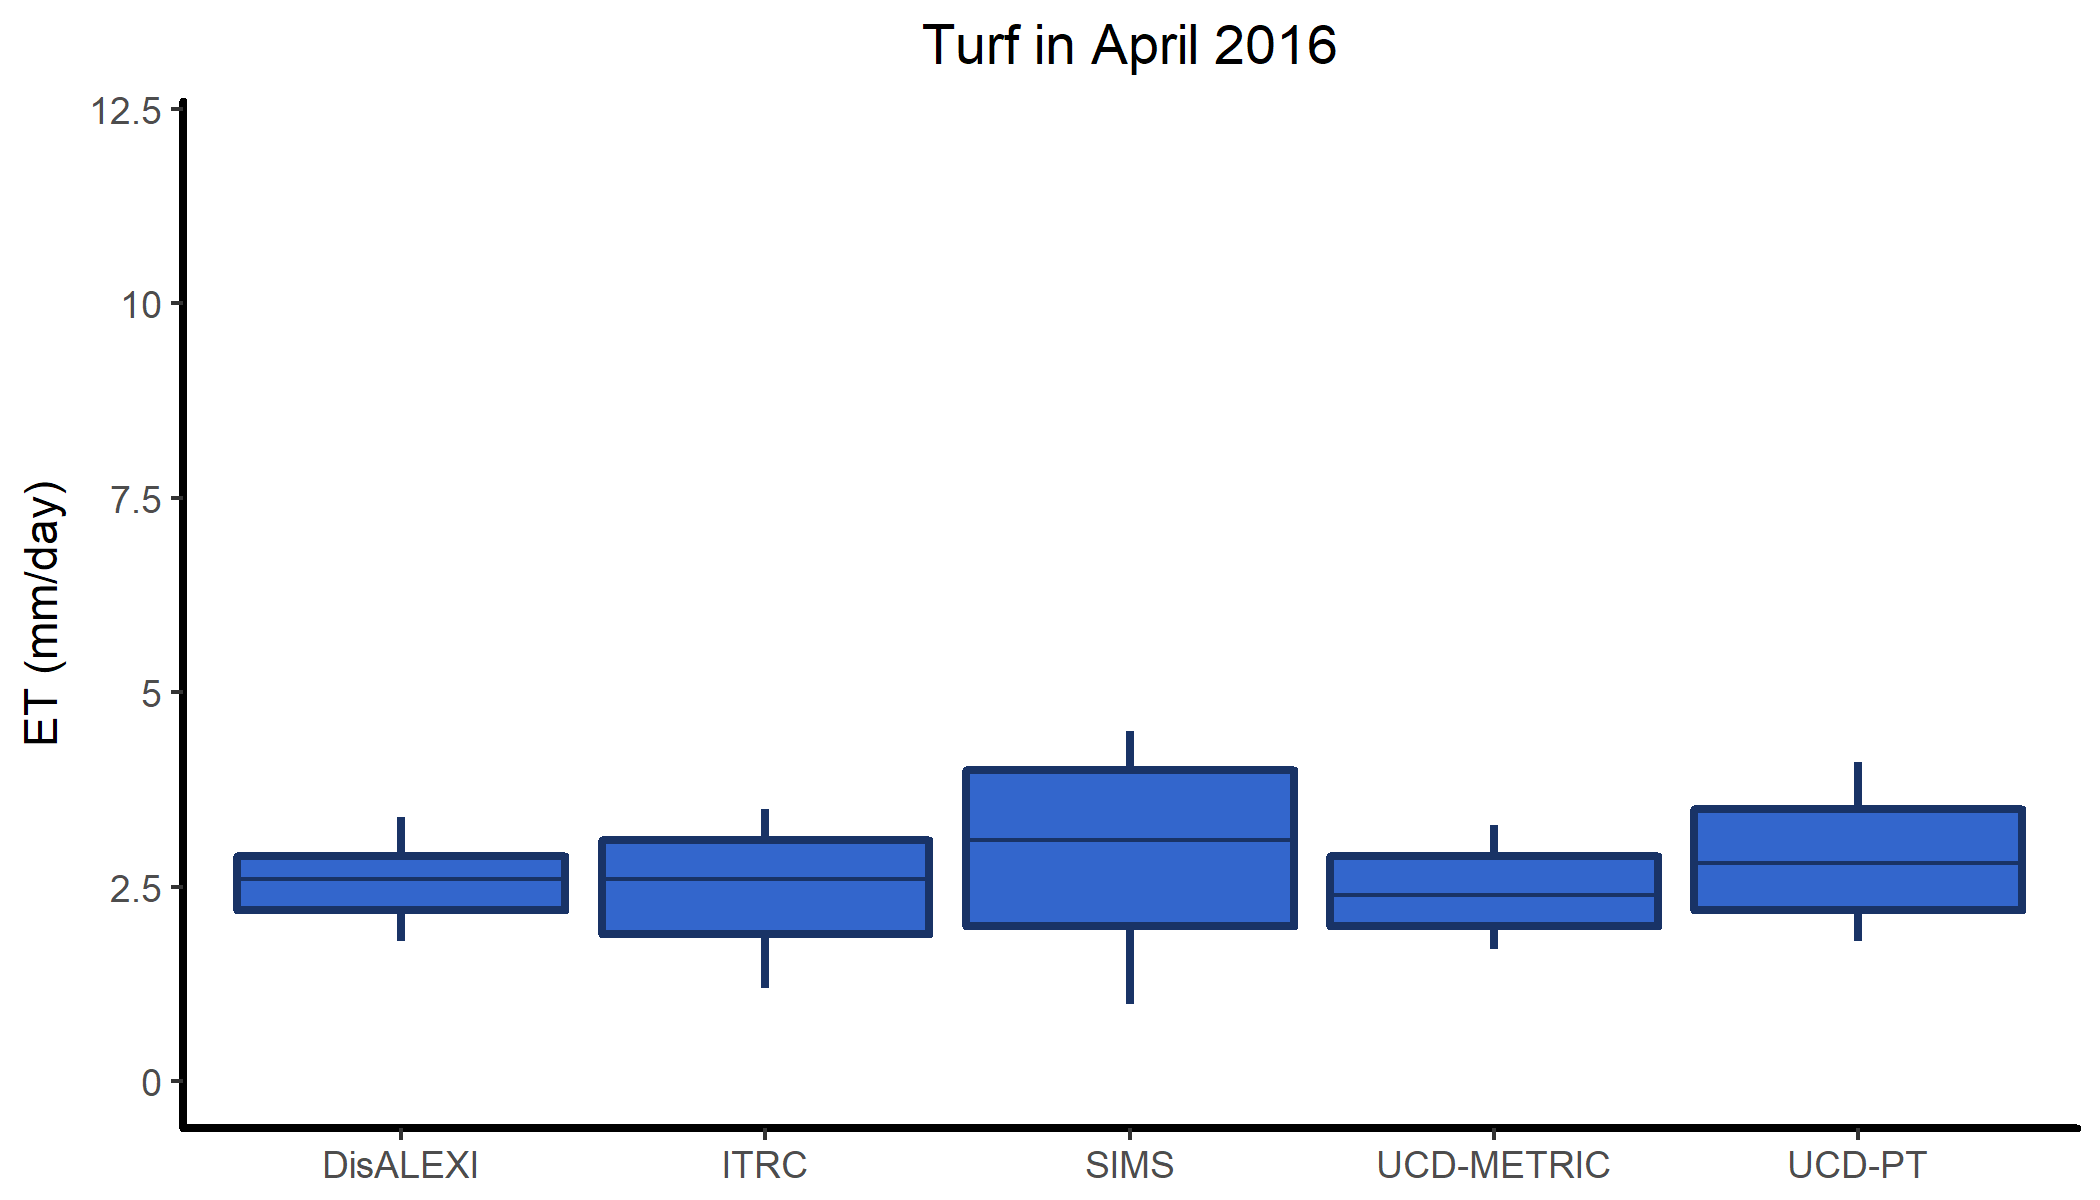 Turf in April 2016
12.5
10
7.5
5
2.5
0
ET (mm/day)
DisALEXI
ITRC
SIMS
UCD-METRIC
UCD-PT